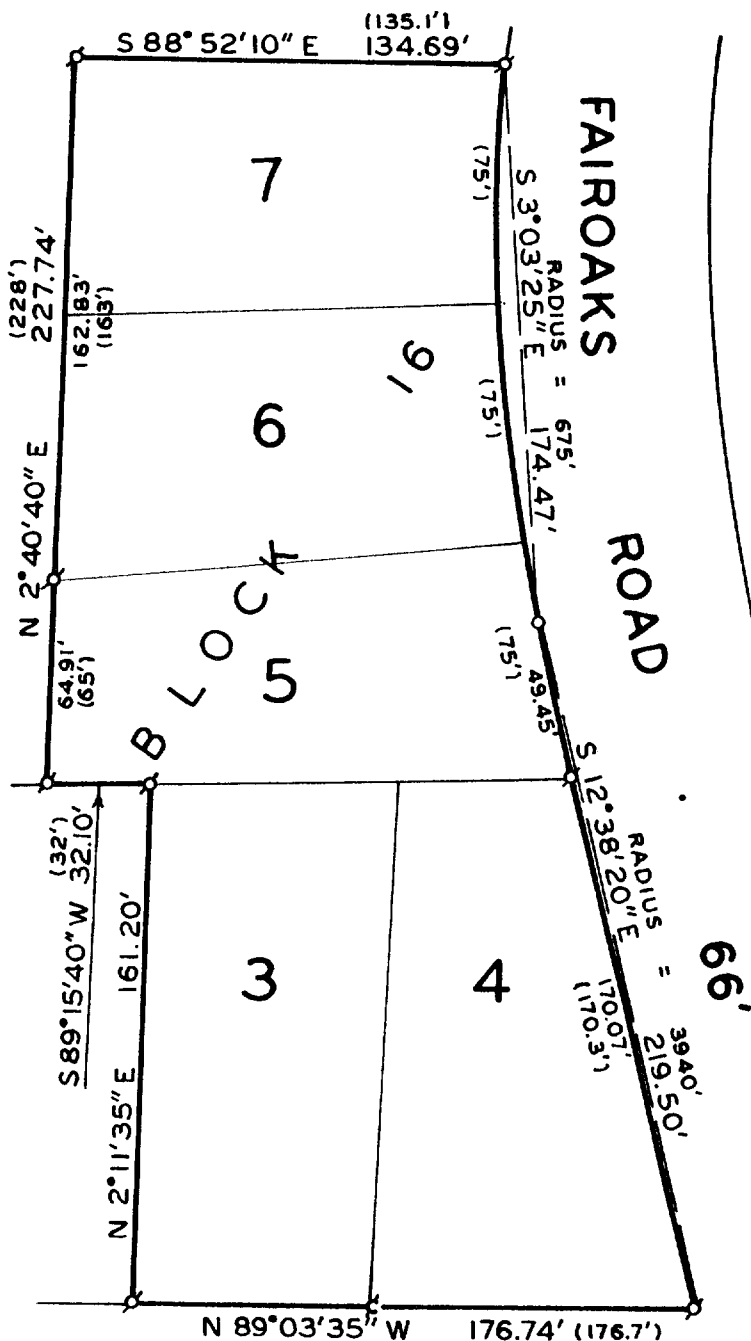 (135.1')
S 88° 52' 10" E 134.69'
FAIROAKS ROAD 66'
7
(75')
S 3° 03' 25" E 174.47'
RADIUS = 675'
(228')
227.74'
162.83'
(163')
N 2° 40' 40" E
16
6
(75')
BLOCK
5
(75') 49.45'
64.91'
(65')
S 12° 38' 20" E 219.50'
RADIUS = 3940'
170.07'
(170.3')
(32')
S 89° 15' 40" W 32.10'
N 2° 11' 35" E 161.20'
3
4
N 89° 03' 35" W 176.74' (176.7')